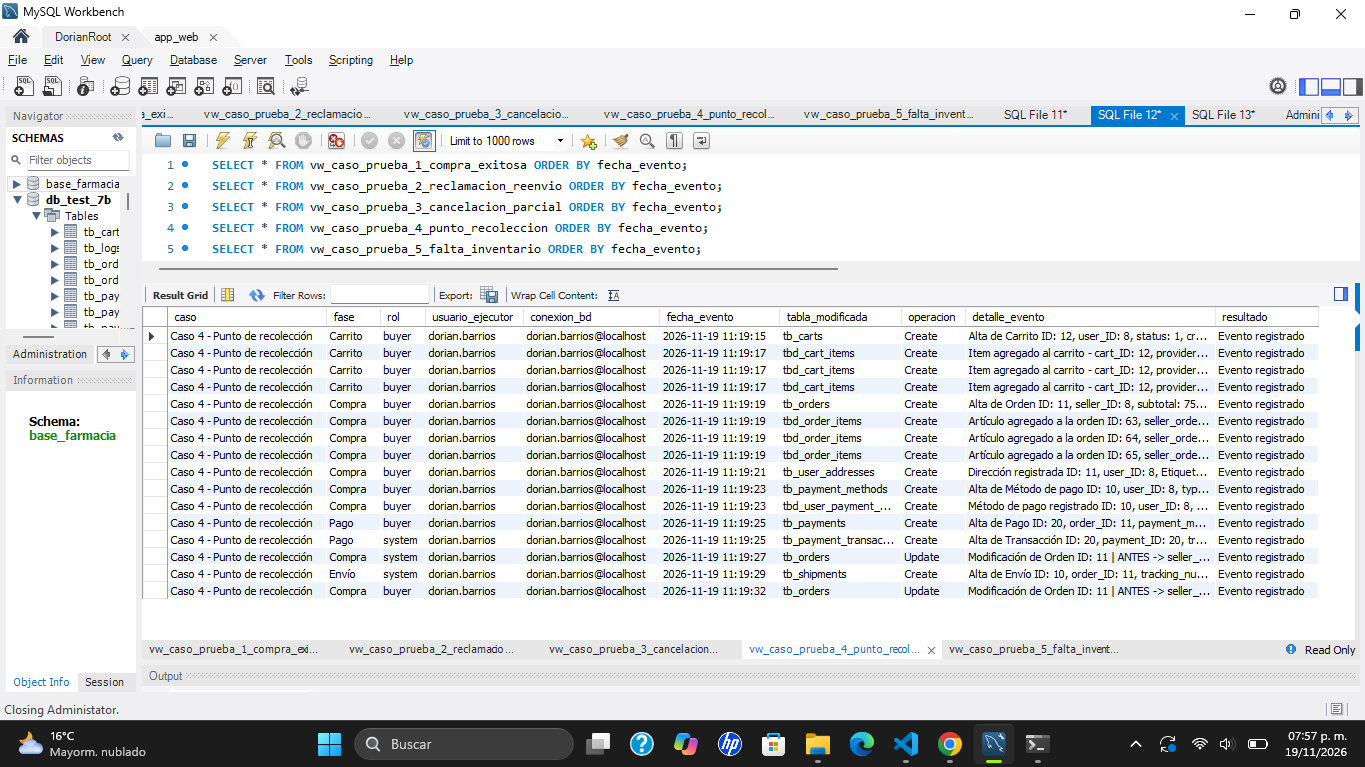 MySQL Workbench
DorianRoot
app_web
File Edit View Query Database Server Tools Scripting Help
Navigator
SCHEMAS
Filter objects
base_farmacia
db_test_7b
Tables
tb_cart
tb_logs
tb_ord
tb_ord
tb_pay
tb_pay
Administration
Information
Schema:
base_farmacia
Object Info Session
a_exi... vw_caso_prueba_2_reclamacio... vw_caso_prueba_3_cancelacio... vw_caso_prueba_4_punto_recol... vw_caso_prueba_5_falta_invent... SQL File 11* SQL File 12* SQL File 13* Admini
Limit to 1000 rows
1 SELECT * FROM vw_caso_prueba_1_compra_exitosa ORDER BY fecha_evento;
2 SELECT * FROM vw_caso_prueba_2_reclamacion_reenvio ORDER BY fecha_evento;
3 SELECT * FROM vw_caso_prueba_3_cancelacion_parcial ORDER BY fecha_evento;
4 SELECT * FROM vw_caso_prueba_4_punto_recoleccion ORDER BY fecha_evento;
5 SELECT * FROM vw_caso_prueba_5_falta_inventario ORDER BY fecha_evento;
Result Grid Filter Rows: Export: Wrap Cell Content:
caso fase rol usuario_ejecutor conexion_bd fecha_evento tabla_modificada operacion detalle_evento resultado
Caso 4 - Punto de recolección Carrito buyer dorian.barrios dorian.barrios@localhost 2026-11-19 11:19:15 tb_carts Create Alta de Carrito ID: 12, user_ID: 8, status: 1, cr... Evento registrado
Caso 4 - Punto de recolección Carrito buyer dorian.barrios dorian.barrios@localhost 2026-11-19 11:19:17 tbd_cart_items Create Item agregado al carrito - cart_ID: 12, provider... Evento registrado
Caso 4 - Punto de recolección Carrito buyer dorian.barrios dorian.barrios@localhost 2026-11-19 11:19:17 tbd_cart_items Create Item agregado al carrito - cart_ID: 12, provider... Evento registrado
Caso 4 - Punto de recolección Carrito buyer dorian.barrios dorian.barrios@localhost 2026-11-19 11:19:17 tbd_cart_items Create Item agregado al carrito - cart_ID: 12, provider... Evento registrado
Caso 4 - Punto de recolección Compra buyer dorian.barrios dorian.barrios@localhost 2026-11-19 11:19:19 tb_orders Create Alta de Orden ID: 11, seller_ID: 8, subtotal: 75... Evento registrado
Caso 4 - Punto de recolección Compra buyer dorian.barrios dorian.barrios@localhost 2026-11-19 11:19:19 tbd_order_items Create Artículo agregado a la orden ID: 63, seller_orde... Evento registrado
Caso 4 - Punto de recolección Compra buyer dorian.barrios dorian.barrios@localhost 2026-11-19 11:19:19 tbd_order_items Create Artículo agregado a la orden ID: 64, seller_orde... Evento registrado
Caso 4 - Punto de recolección Compra buyer dorian.barrios dorian.barrios@localhost 2026-11-19 11:19:19 tbd_order_items Create Artículo agregado a la orden ID: 65, seller_orde... Evento registrado
Caso 4 - Punto de recolección Compra buyer dorian.barrios dorian.barrios@localhost 2026-11-19 11:19:21 tb_user_addresses Create Dirección registrada ID: 11, user_ID: 8, Etiquet... Evento registrado
Caso 4 - Punto de recolección Compra buyer dorian.barrios dorian.barrios@localhost 2026-11-19 11:19:23 tb_payment_methods Create Alta de Método de pago ID: 10, user_ID: 8, typ... Evento registrado
Caso 4 - Punto de recolección Compra buyer dorian.barrios dorian.barrios@localhost 2026-11-19 11:19:23 tbd_user_payment_... Create Método de pago registrado ID: 10, user_ID: 8, ... Evento registrado
Caso 4 - Punto de recolección Pago buyer dorian.barrios dorian.barrios@localhost 2026-11-19 11:19:25 tb_payments Create Alta de Pago ID: 20, order_ID: 11, payment_m... Evento registrado
Caso 4 - Punto de recolección Pago system dorian.barrios dorian.barrios@localhost 2026-11-19 11:19:25 tb_payment_transac... Create Alta de Transacción ID: 20, payment_ID: 20, tr... Evento registrado
Caso 4 - Punto de recolección Compra system dorian.barrios dorian.barrios@localhost 2026-11-19 11:19:27 tb_orders Update Modificación de Orden ID: 11 | ANTES -> seller_... Evento registrado
Caso 4 - Punto de recolección Envío system dorian.barrios dorian.barrios@localhost 2026-11-19 11:19:29 tb_shipments Create Alta de Envío ID: 10, order_ID: 11, tracking_nu... Evento registrado
Caso 4 - Punto de recolección Compra buyer dorian.barrios dorian.barrios@localhost 2026-11-19 11:19:32 tb_orders Update Modificación de Orden ID: 11 | ANTES -> seller_... Evento registrado
vw_caso_prueba_1_compra_exi... vw_caso_prueba_2_reclamado... vw_caso_prueba_3_cancelacion... vw_caso_prueba_4_punto_recol... vw_caso_prueba_5_falta_invent... Read Only
Output
Closing Administator.
16°C
Mayorm. nublado
Buscar
07:57 p. m.
19/11/2026